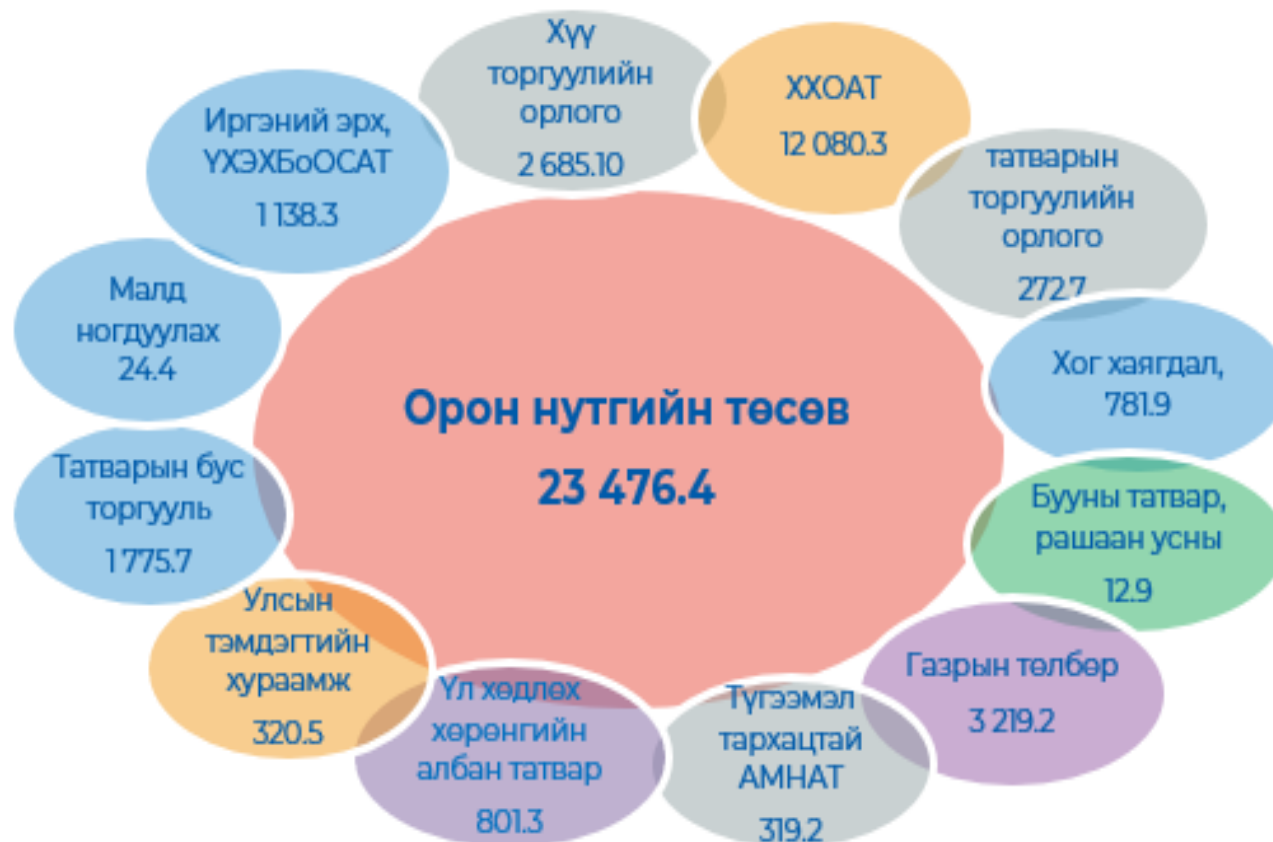 Хүү
торгуулийн
орлого
2 685.10
ХХОАТ
12 080.3
татварын
торгуулийн
орлого
272.7
Хог хаягдал,
781.9
Бууны татвар,
рашаан усны
12.9
Газрын төлбөр
3 219.2
Түгээмэл
тархацтай
АМНАТ
319.2
Үл хөдлөх
хөрөнгийн
албан татвар
801.3
Улсын
тэмдэгтийн
хураамж
320.5
Татварын бус
торгууль
1 775.7
Малд
ногдуулах
24.4
Иргэний эрх,
ҮХЭХБоОСАТ
1 138.3
Орон нутгийн төсөв
23 476.4